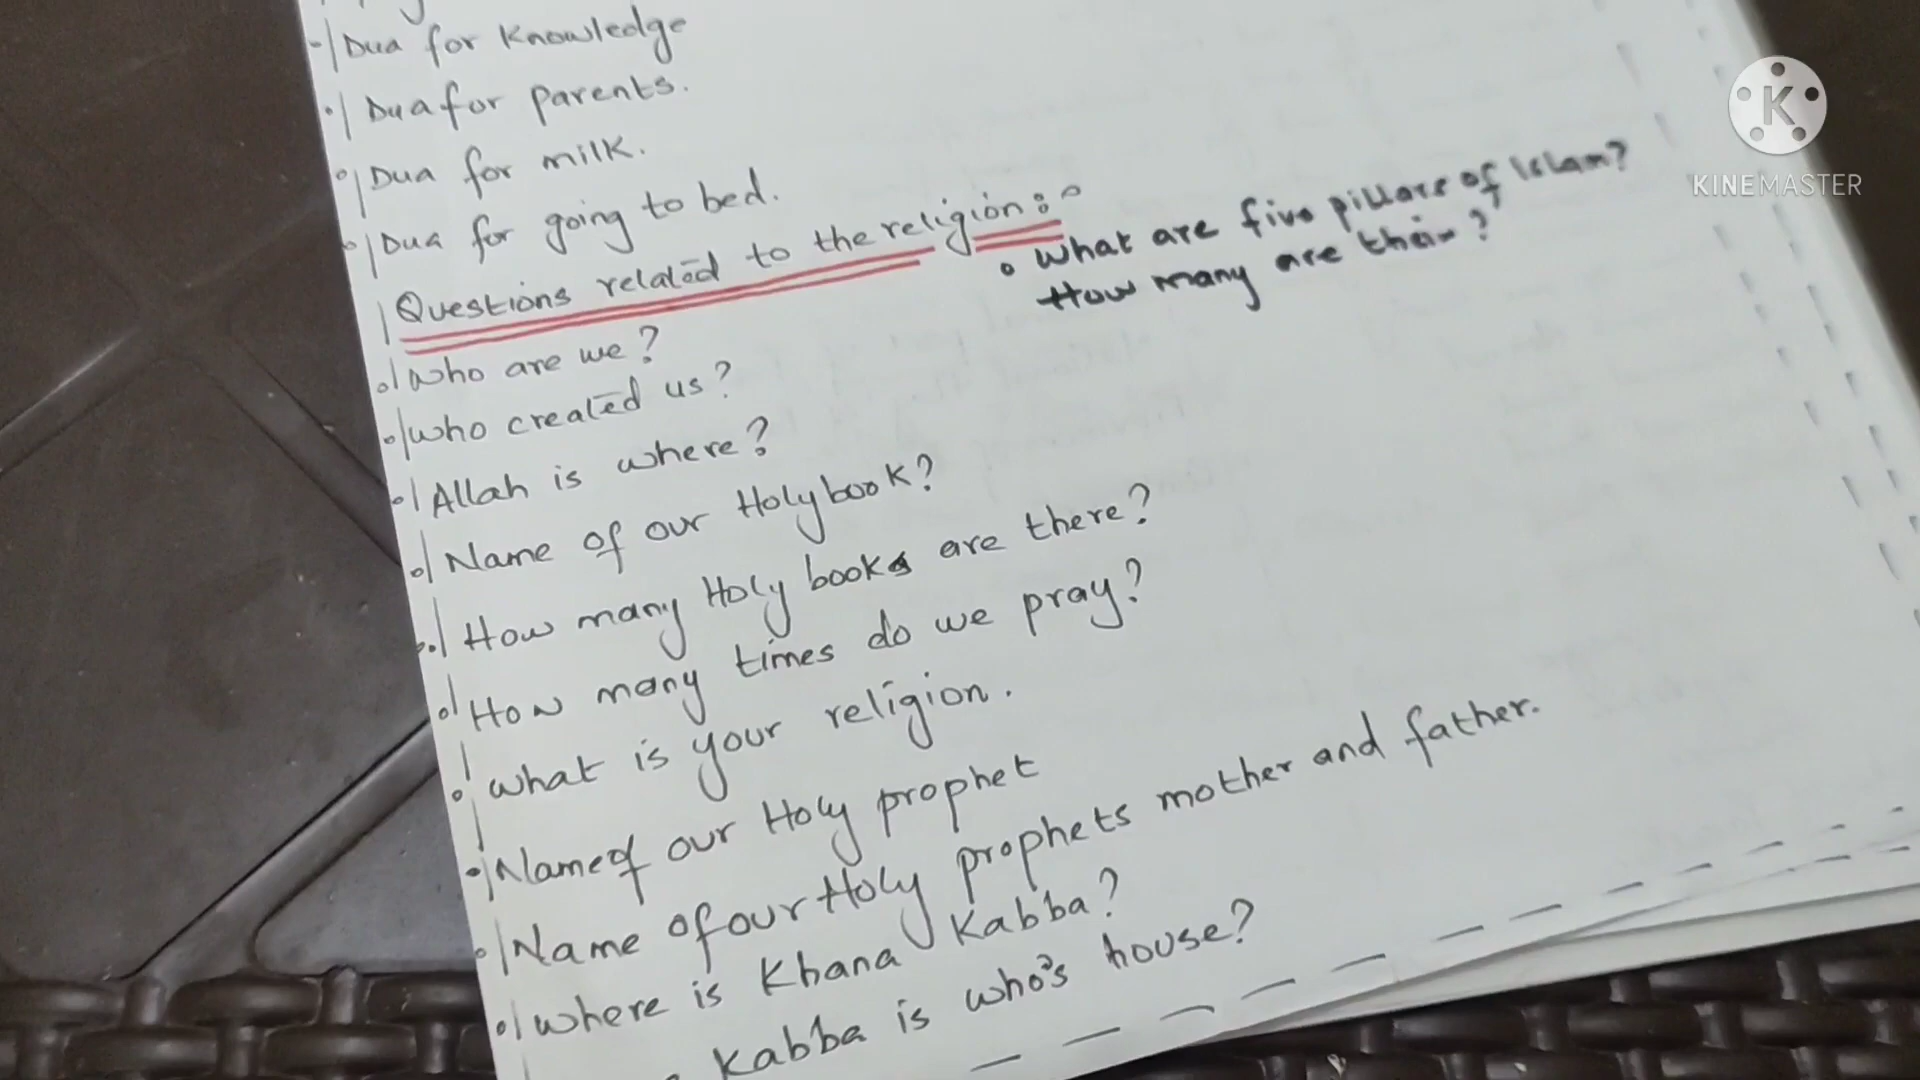 Dua for Knowledge
Dua for parents.
Dua for milk.
Dua for going to bed.
Questions related to the religion:
Who are we?
who created us?
Allah is where?
Name of our Holy book?
How many Holy books are there?
How many times do we pray?
what is your religion.
Name of our Holy prophet
Name of our Holy prophets mother and father.
where is Khana Kabba?
Kabba is who's house?
What are five pillars of Islam?
How many are their?
K
KINEMASTER